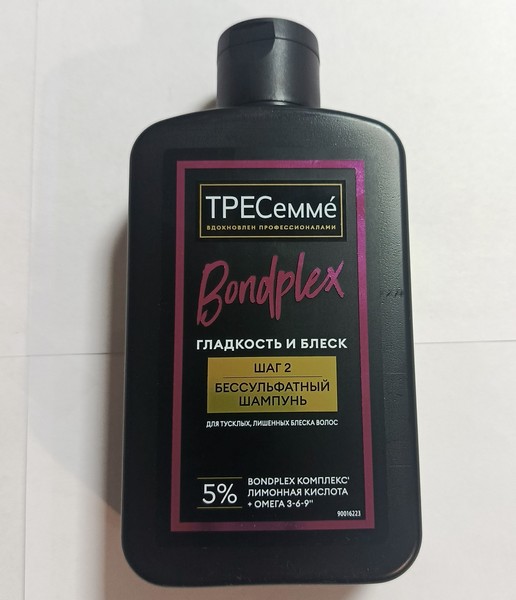 ТРЕСеммé
ВДОХНОВЛЕН ПРОФЕССИОНАЛАМИ
Bondplex
ГЛАДКОСТЬ И БЛЕСК
ШАГ 2
БЕССУЛЬФАТНЫЙ
ШАМПУНЬ
ДЛЯ ТУСКЛЫХ, ЛИШЕННЫХ БЛЕСКА ВОЛОС
5%
BONDPLEX КОМПЛЕКС*
ЛИМОННАЯ КИСЛОТА
+ ОМЕГА 3-6-9**
90016223